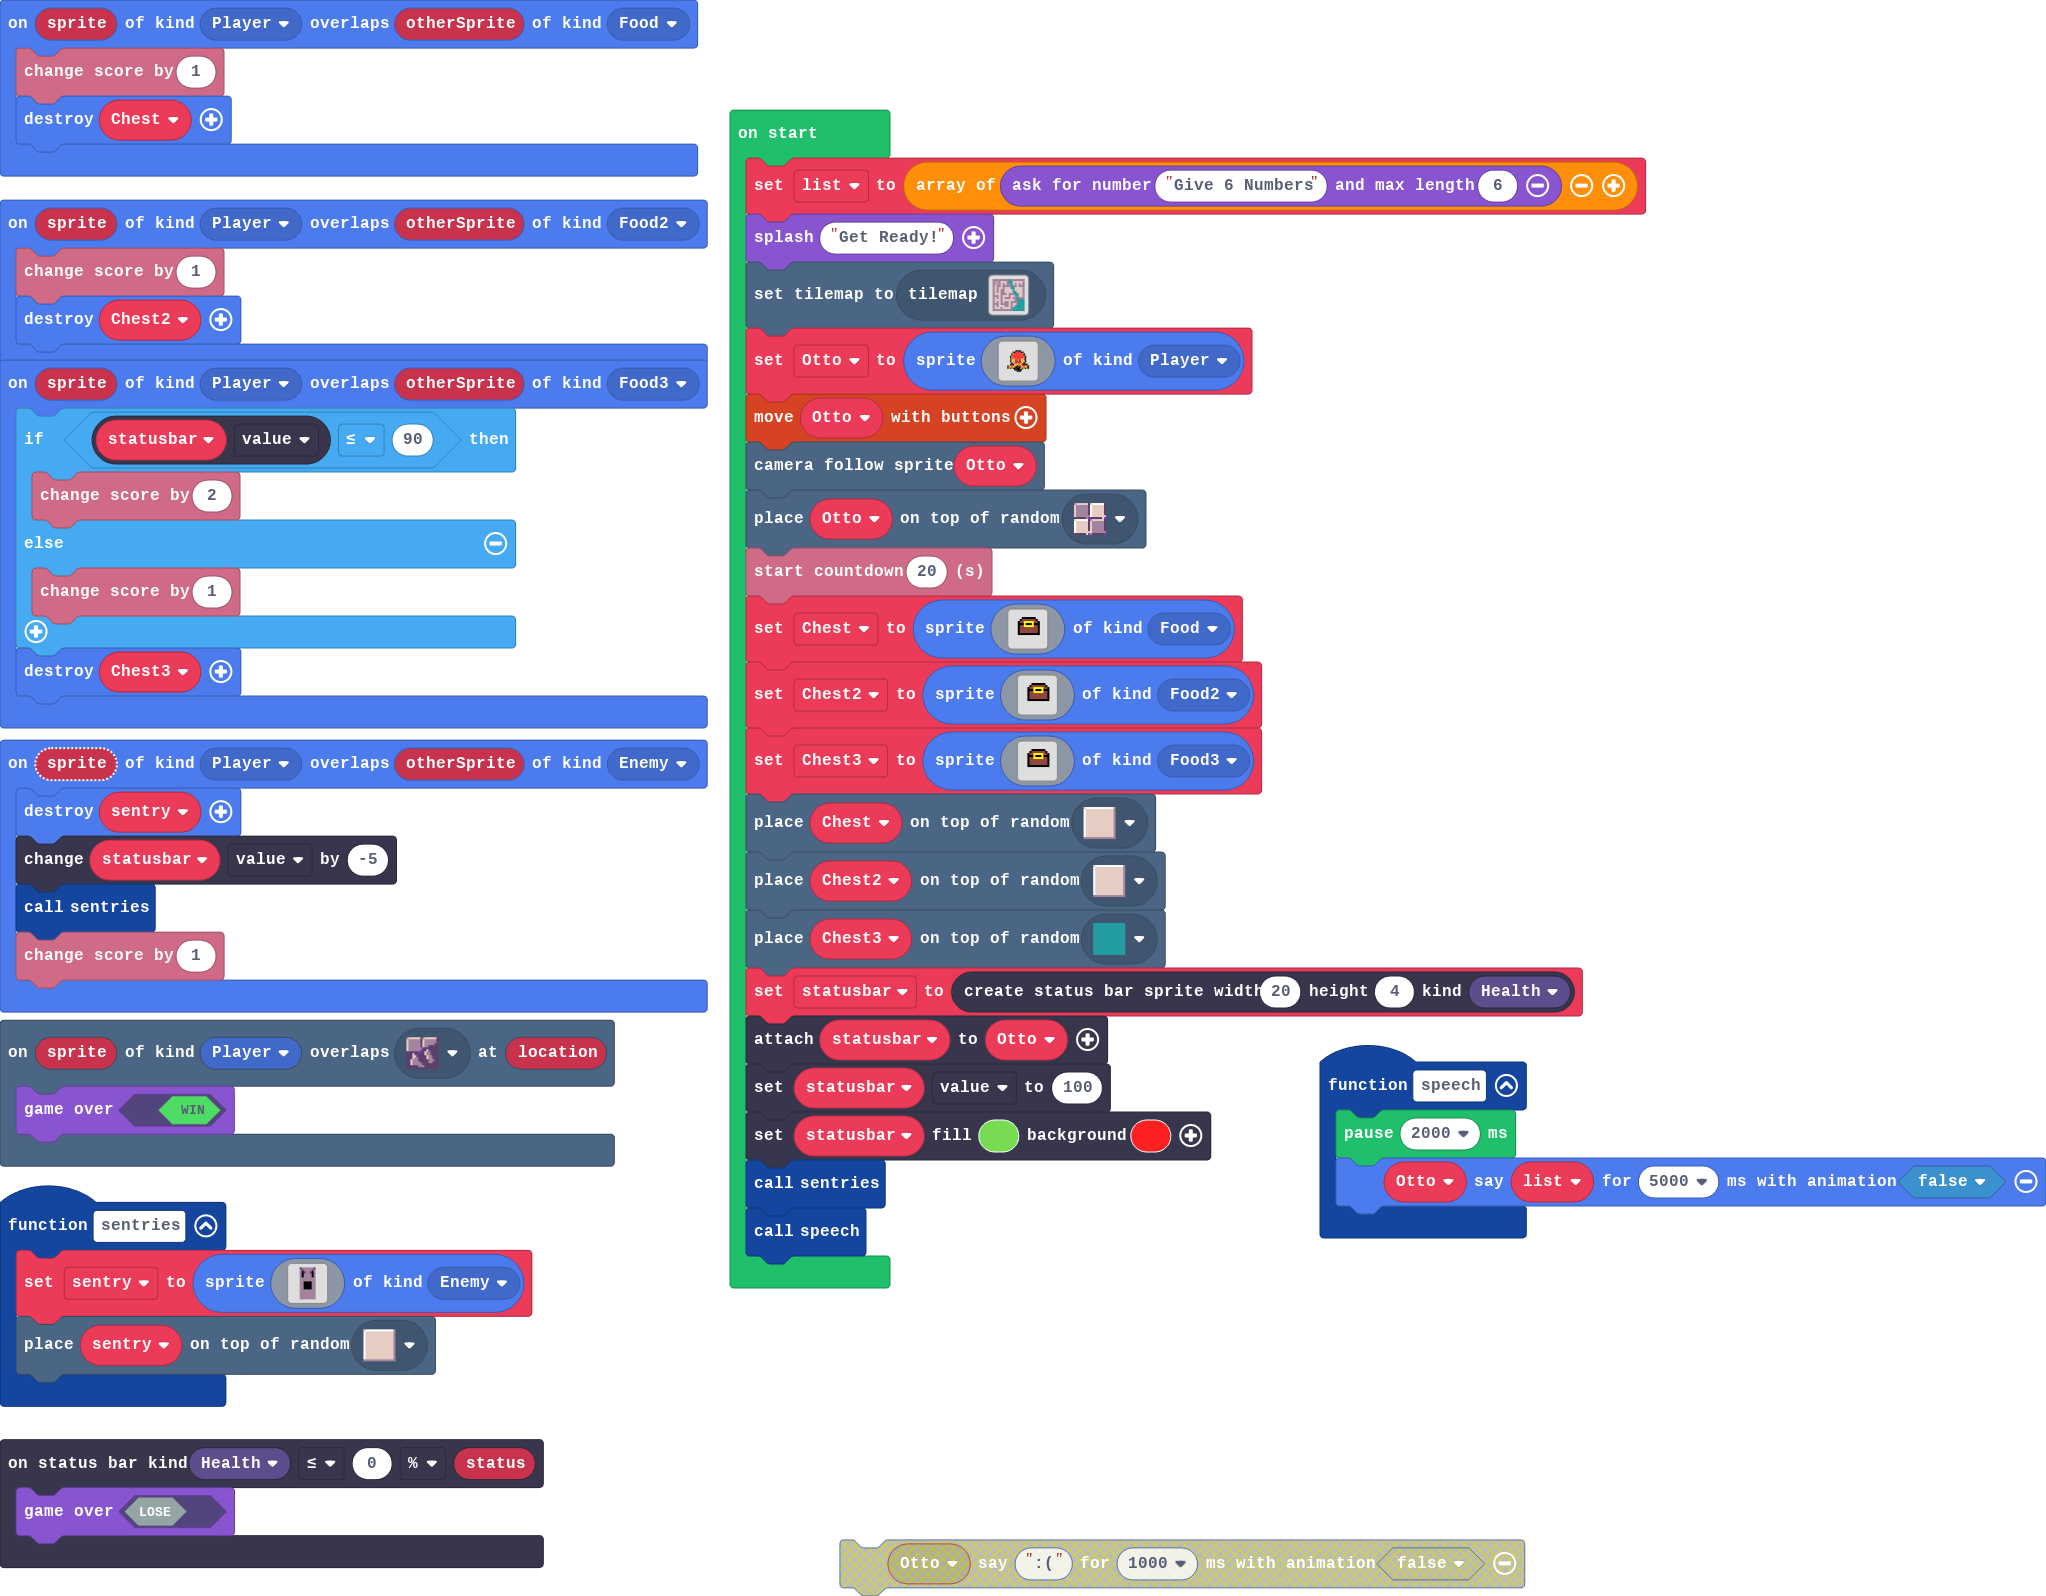 on sprite of kind Player overlaps otherSprite of kind Food
change score by 1
destroy Chest
on sprite of kind Player overlaps otherSprite of kind Food2
change score by 1
destroy Chest2
on sprite of kind Player overlaps otherSprite of kind Food3
if statusbar value ≤ 90 then
change score by 2
else
change score by 1
destroy Chest3
on sprite of kind Player overlaps otherSprite of kind Enemy
destroy sentry
change statusbar value by -5
call sentries
change score by 1
on sprite of kind Player overlaps at location
game over WIN
function sentries
set sentry to sprite of kind Enemy
place sentry on top of random
on status bar kind Health ≤ 0 % status
game over LOSE
on start
set list to array of ask for number "Give 6 Numbers" and max length 6
splash "Get Ready!"
set tilemap to tilemap
set Otto to sprite of kind Player
move Otto with buttons
camera follow sprite Otto
place Otto on top of random
start countdown 20 (s)
set Chest to sprite of kind Food
set Chest2 to sprite of kind Food2
set Chest3 to sprite of kind Food3
place Chest on top of random
place Chest2 on top of random
place Chest3 on top of random
set statusbar to create status bar sprite width 20 height 4 kind Health
attach statusbar to Otto
set statusbar value to 100
set statusbar fill background
call sentries
call speech
function speech
pause 2000 ms
Otto say list for 5000 ms with animation false
Otto say ":(" for 1000 ms with animation false